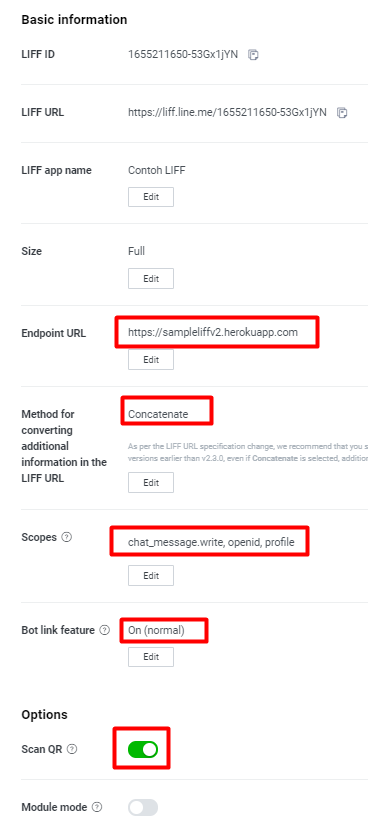 Basic information
LIFF ID 1655211650-53Gx1jYN
LIFF URL https://liff.line.me/1655211650-53Gx1jYN
LIFF app name Contoh LIFF
Edit
Size Full
Edit
Endpoint URL https://sampleliffv2.herokuapp.com
Edit
Method for Concatenate
converting
additional As per the LIFF URL specification change, we recommend that you s
information in the versions earlier than v2.3.0, even if Concatenate is selected, additio
LIFF URL
Edit
Scopes ? chat_message.write, openid, profile
Edit
Bot link feature ? On (normal)
Edit
Options
Scan QR ?
Module mode ?